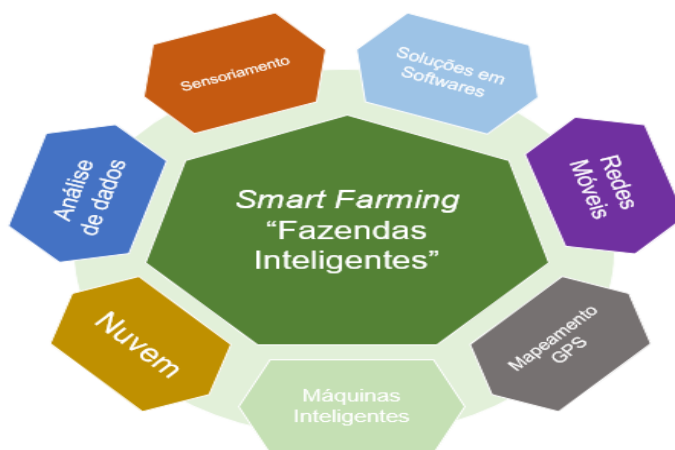 Sensoriamento
Soluções em
Softwares
Análise
de dados
Redes
Móveis
Smart Farming
“Fazendas
Inteligentes”
Nuvem
Mapeamento
GPS
Máquinas
Inteligentes